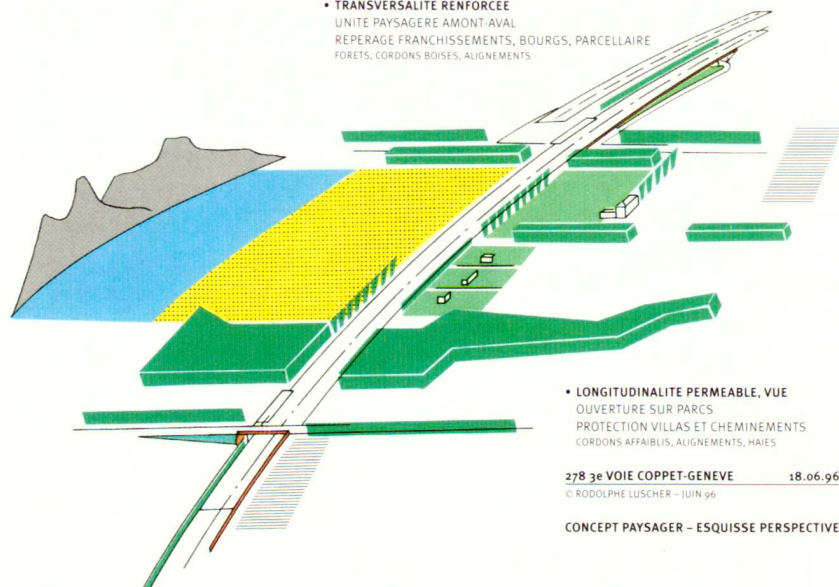 • TRANSVERSALITE RENFORCEE
UNITE PAYSAGERE AMONT-AVAL
REPERAGE FRANCHISSEMENTS, BOURGS, PARCELLAIRE
FORETS, CORDONS BOISES, ALIGNEMENTS
• LONGITUDINALITE PERMEABLE, VUE
OUVERTURE SUR PARCS
PROTECTION VILLAS ET CHEMINEMENTS
CORDONS AFFAIBLIS, ALIGNEMENTS, HAIES
278 3e VOIE COPPET-GENEVE 18.06.96
© RODOLPHE LUSCHER – JUIN 96
CONCEPT PAYSAGER – ESQUISSE PERSPECTIVE